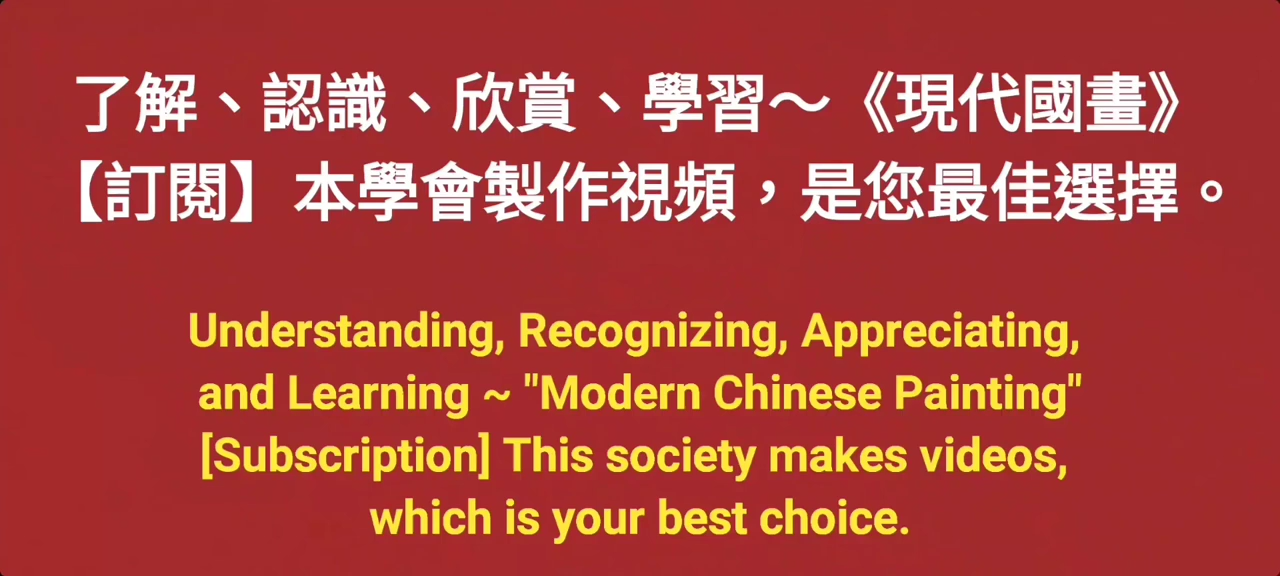 了解、認識、欣賞、學習～《現代國畫》
【訂閱】本學會製作視頻，是您最佳選擇。
Understanding, Recognizing, Appreciating,
and Learning ~ "Modern Chinese Painting"
[Subscription] This society makes videos,
which is your best choice.